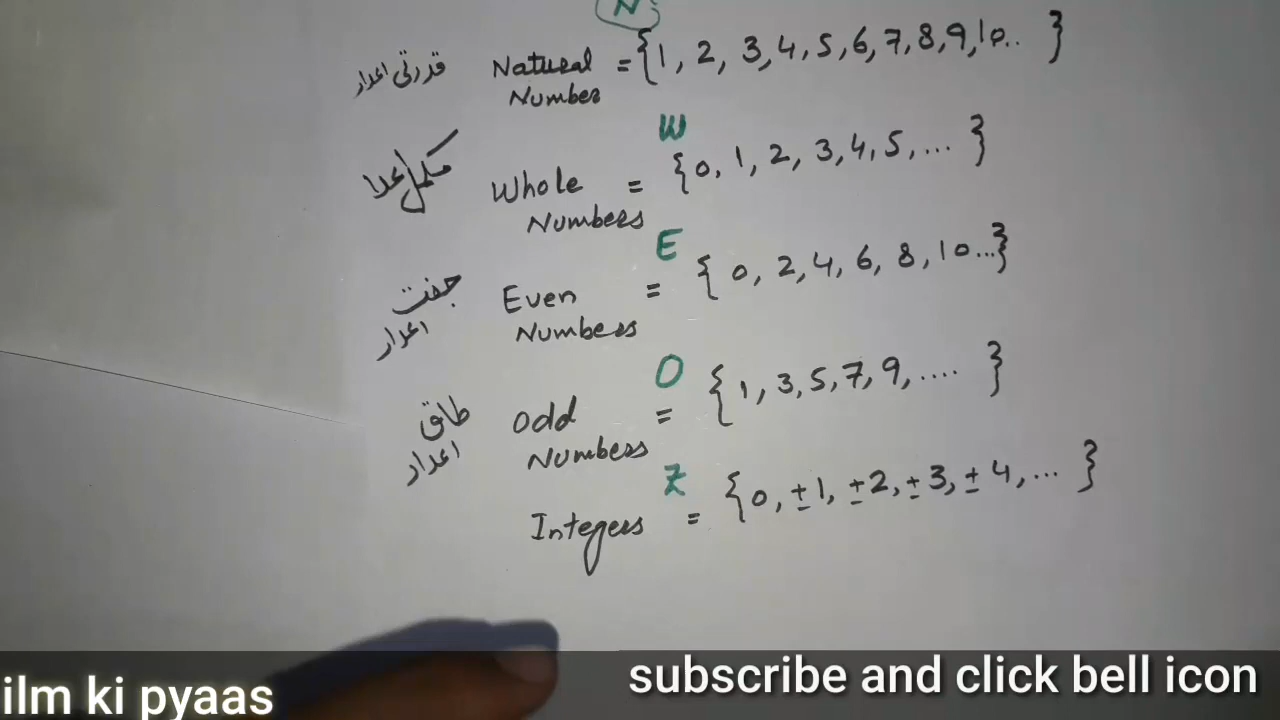 N
قدرتی اعداد Natural = {1, 2, 3, 4, 5, 6, 7, 8, 9, 10.. }
Number
W
مکمل اعدا Whole = {0, 1, 2, 3, 4, 5, ... }
Numbers
E
جفت Even = {0, 2, 4, 6, 8, 10...}
اعداد Numbers
O
طاق Odd = {1, 3, 5, 7, 9, .... }
اعداد Numbers
Z
Integers = {0, ±1, ±2, ±3, ±4, ... }
ilm ki pyaas subscribe and click bell icon